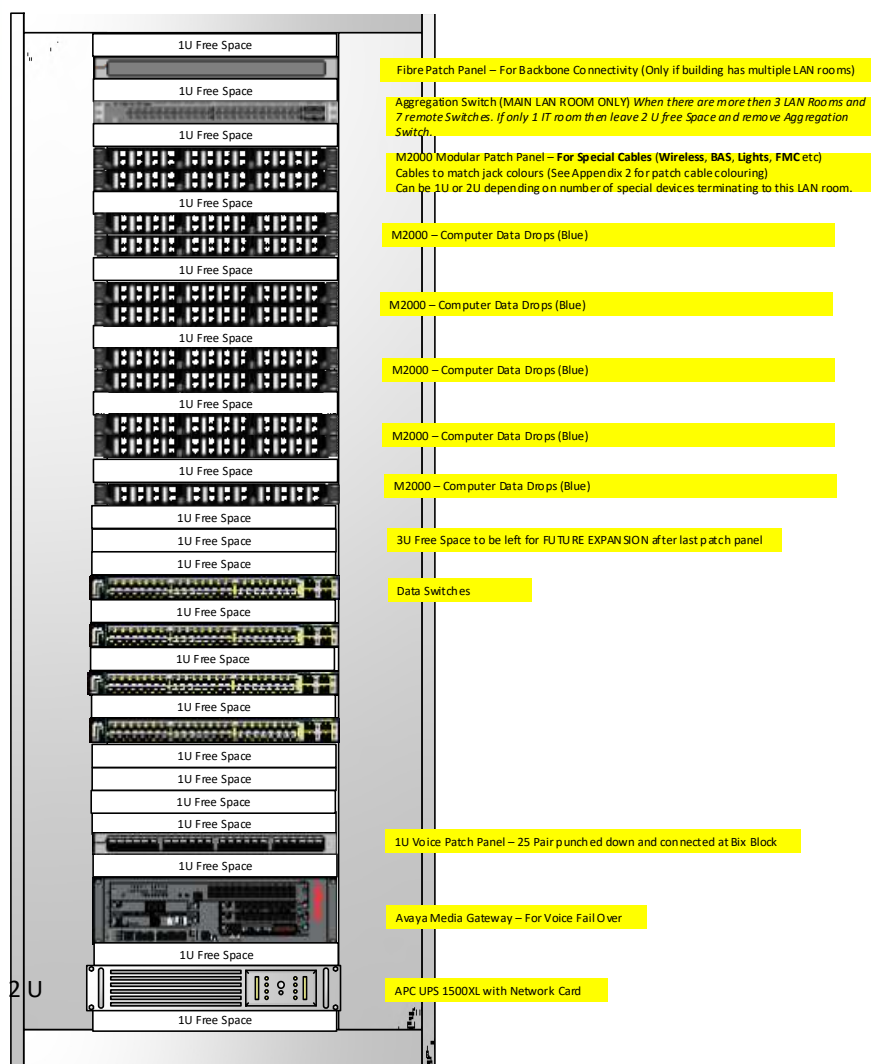 1U Free Space
Fibre Patch Panel – For Backbone Connectivity (Only if building has multiple LAN rooms)
1U Free Space
Aggregation Switch (MAIN LAN ROOM ONLY) When there are more then 3 LAN Rooms and
7 remote Switches. If only 1 IT room then leave 2 U free Space and remove Aggregation
Switch.
1U Free Space
M2000 Modular Patch Panel – For Special Cables (Wireless, BAS, Lights, FMC etc)
Cables to match jack colours (See Appendix 2 for patch cable colouring)
Can be 1U or 2U depending on number of special devices terminating to this LAN room.
1U Free Space
M2000 – Computer Data Drops (Blue)
1U Free Space
M2000 – Computer Data Drops (Blue)
1U Free Space
M2000 – Computer Data Drops (Blue)
1U Free Space
M2000 – Computer Data Drops (Blue)
1U Free Space
M2000 – Computer Data Drops (Blue)
1U Free Space
1U Free Space
3U Free Space to be left for FUTURE EXPANSION after last patch panel
1U Free Space
Data Switches
1U Free Space
1U Free Space
1U Free Space
1U Free Space
1U Free Space
1U Free Space
1U Free Space
1U Voice Patch Panel – 25 Pair punched down and connected at Bix Block
1U Free Space
Avaya Media Gateway – For Voice Fail Over
1U Free Space
2 U
APC UPS 1500XL with Network Card
1U Free Space